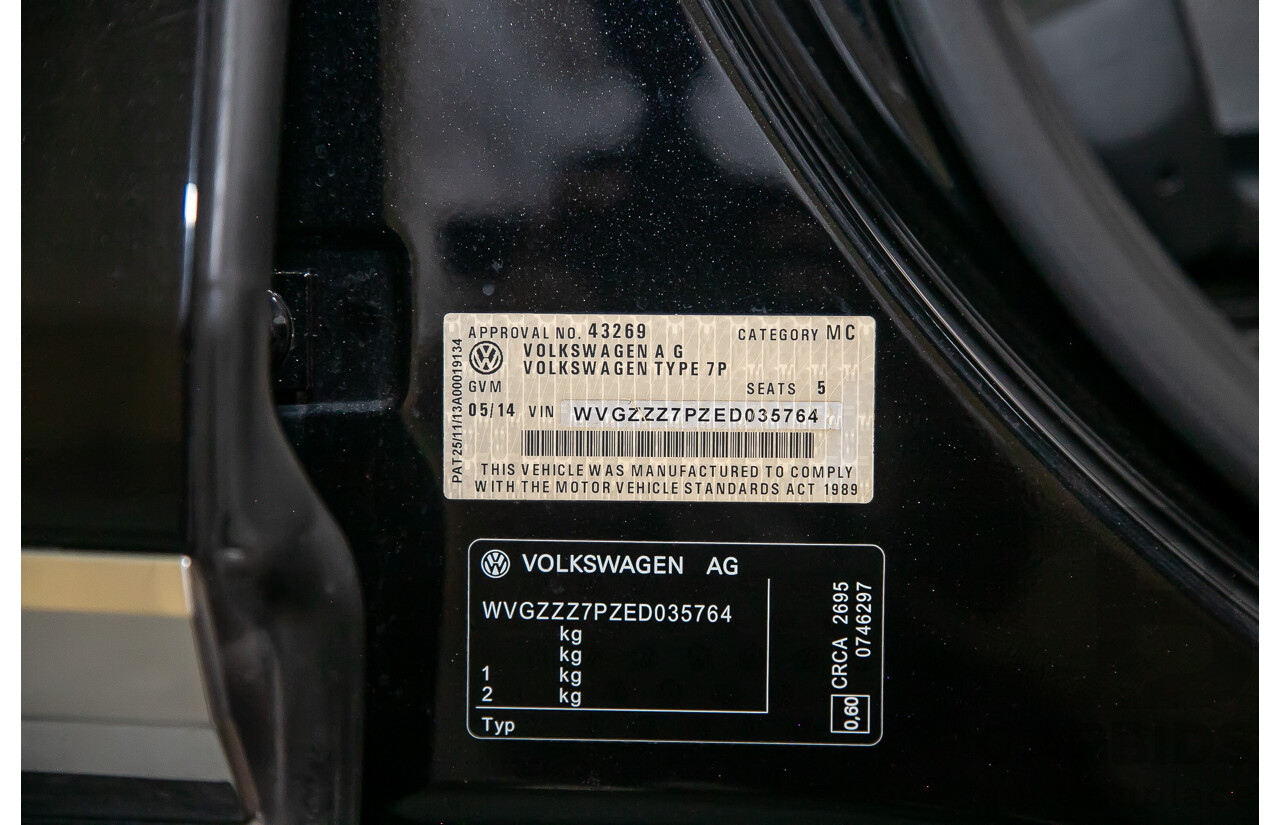 APPROVAL NO. 43269 CATEGORY MC
VOLKSWAGEN A G
VOLKSWAGEN TYPE 7P
GVM SEATS 5
05/14 VIN WVGZZZ7PZED035764
THIS VEHICLE WAS MANUFACTURED TO COMPLY
WITH THE MOTOR VEHICLE STANDARDS ACT 1989
PAT25/11/13A00019134
VOLKSWAGEN AG
WVGZZZ7PZED035764
kg
kg
1 kg
2 kg
Typ
CRCA 2695
0746297
0,60